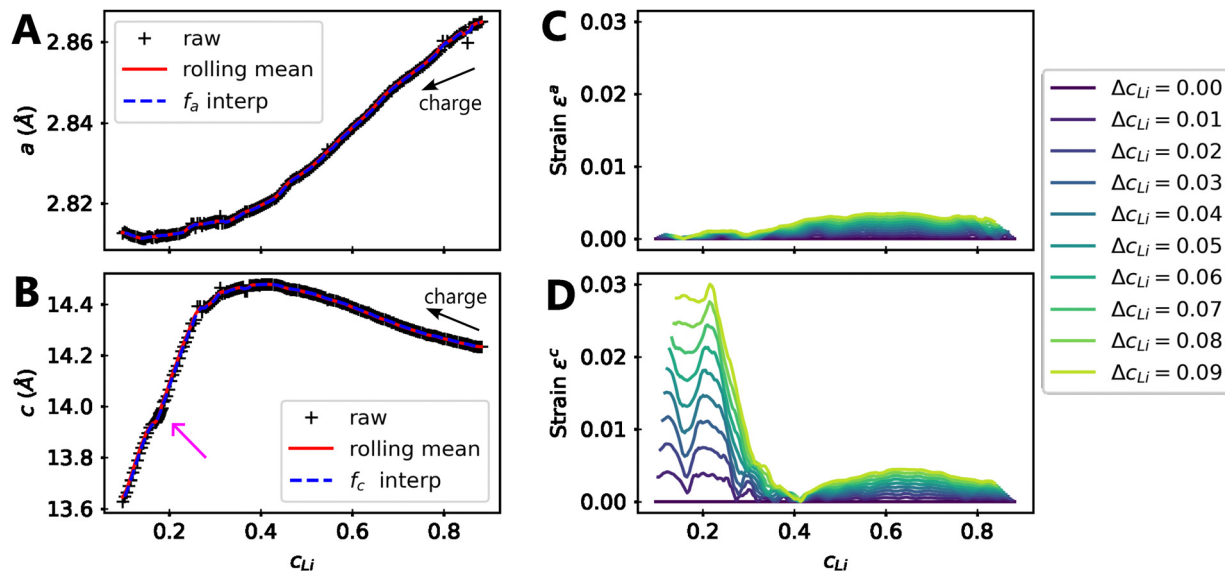 A
2.86
2.84
2.82
a (Å)
raw
rolling mean
fₐ interp
charge
B
14.4
14.2
14.0
13.8
13.6
c (Å)
charge
raw
rolling mean
f_c interp
0.2 0.4 0.6 0.8
c_Li
C
0.03
0.02
0.01
0.00
Strain εᵃ
D
0.03
0.02
0.01
0.00
Strain εᶜ
0.2 0.4 0.6 0.8
c_Li
Δc_Li = 0.00
Δc_Li = 0.01
Δc_Li = 0.02
Δc_Li = 0.03
Δc_Li = 0.04
Δc_Li = 0.05
Δc_Li = 0.06
Δc_Li = 0.07
Δc_Li = 0.08
Δc_Li = 0.09